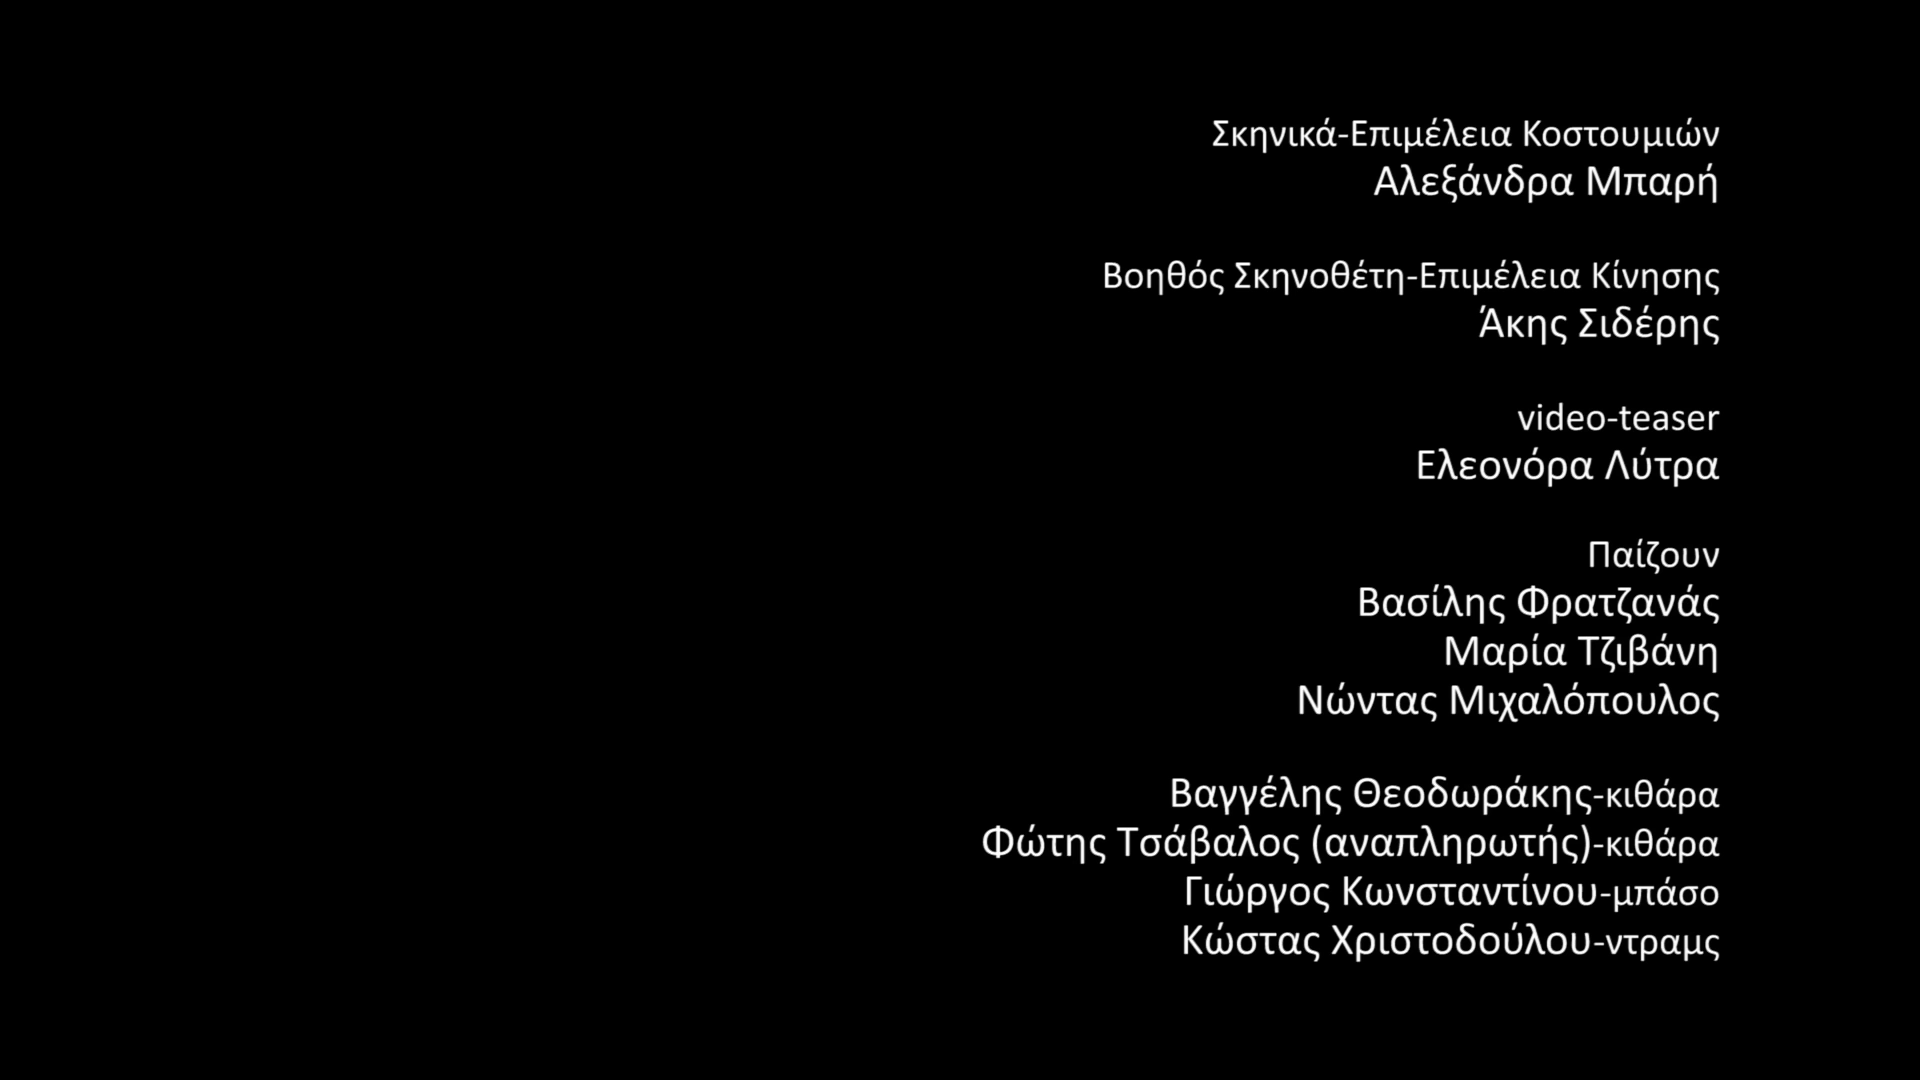 Σκηνικά-Επιμέλεια Κοστουμιών
Αλεξάνδρα Μπαρή
Βοηθός Σκηνοθέτη-Επιμέλεια Κίνησης
Άκης Σιδέρης
video-teaser
Ελεονόρα Λύτρα
Παίζουν
Βασίλης Φρατζανάς
Μαρία Τζιβάνη
Νώντας Μιχαλόπουλος
Βαγγέλης Θεοδωράκης-κιθάρα
Φώτης Τσάβαλος (αναπληρωτής)-κιθάρα
Γιώργος Κωνσταντίνου-μπάσο
Κώστας Χριστοδούλου-ντραμς